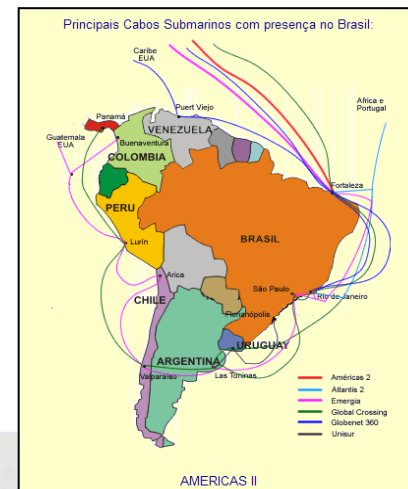 Principais Cabos Submarinos com presença no Brasil:
Caribe
EUA
Africa e
Portugal
Panamá
Puert Viejo
Guatemala
EUA
Buenaventura
VENEZUELA
COLOMBIA
Fortaleza
PERU
BRASIL
Lurín
Arica
São Paulo
Rio de Janeiro
CHILE
Florianópolis
URUGUAY
ARGENTINA
Valparaíso
Las Toninas
Américas 2
Atlantis 2
Emergia
Global Crossing
Globenet 360
Unisur
AMERICAS II